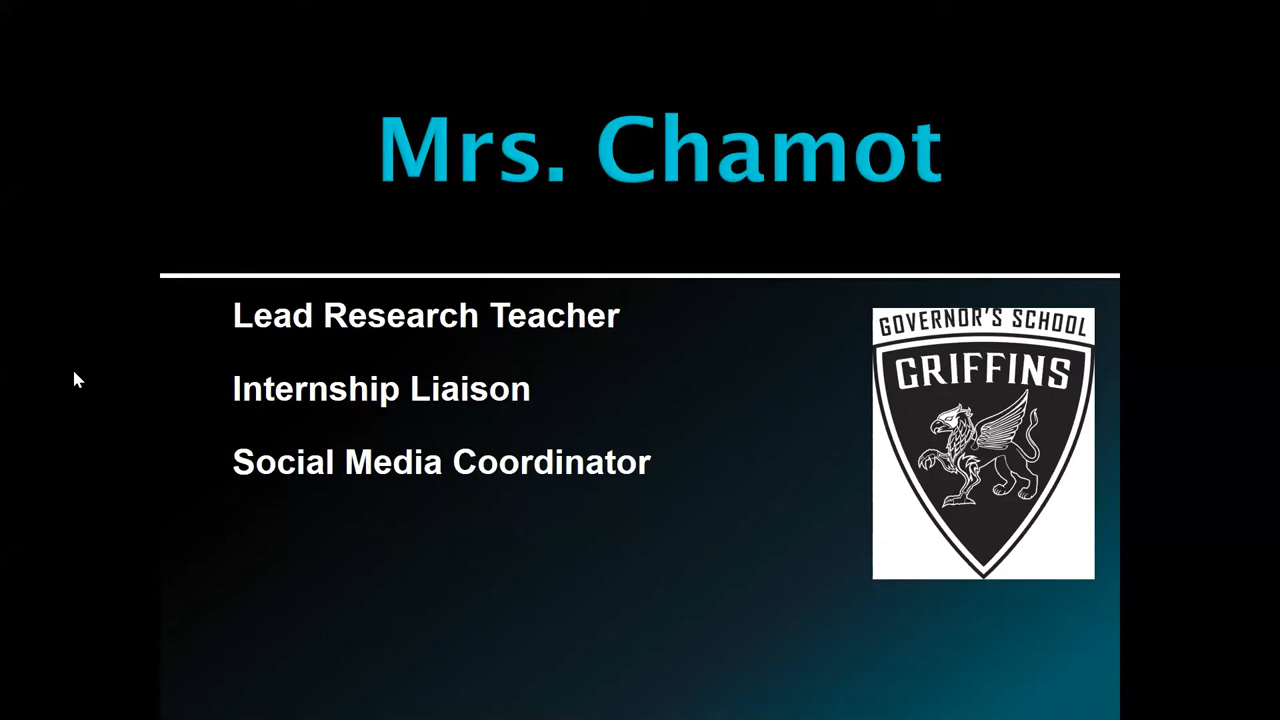 Mrs. Chamot
Lead Research Teacher
Internship Liaison
Social Media Coordinator
GOVERNOR'S SCHOOL
GRIFFINS